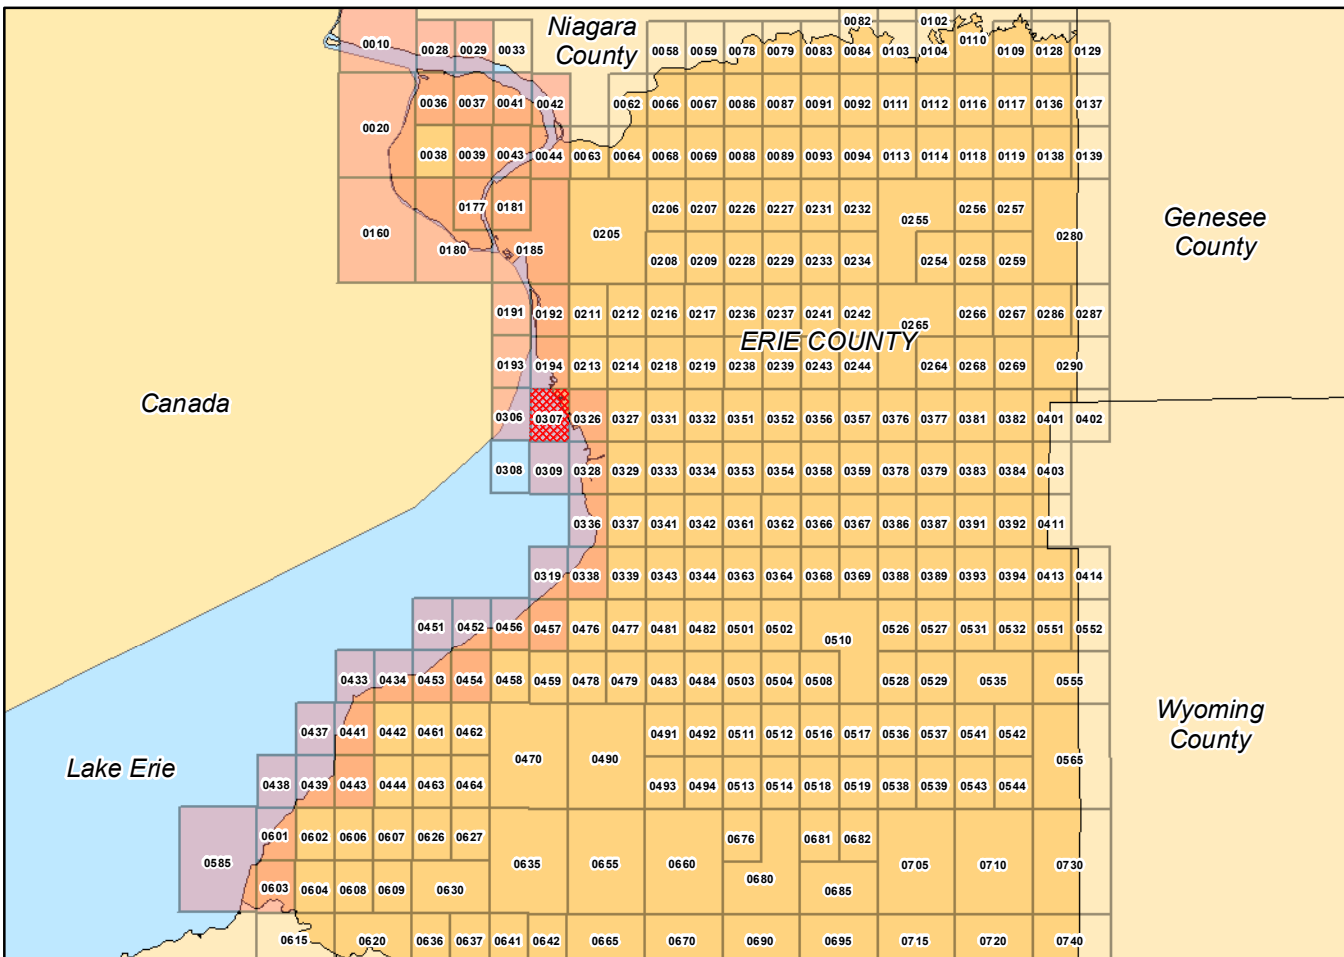 0082 0102
Niagara
County
0010 0028 0029 0033 0058 0059 0078 0079 0083 0084 0103 0104 0110 0109 0128 0129
0036 0037 0041 0042 0062 0066 0067 0086 0087 0091 0092 0111 0112 0116 0117 0136 0137
0020
0038 0039 0043 0044 0063 0064 0068 0069 0088 0089 0093 0094 0113 0114 0118 0119 0138 0139
0177 0181 0206 0207 0226 0227 0231 0232 0255 0256 0257
Genesee
County
0160 0180 0185 0205 0208 0209 0228 0229 0233 0234 0254 0258 0259 0280
0191 0192 0211 0212 0216 0217 0236 0237 0241 0242 0265 0266 0267 0286 0287
ERIE COUNTY
0193 0194 0213 0214 0218 0219 0238 0239 0243 0244 0264 0268 0269 0290
Canada
0306 0307 0326 0327 0331 0332 0351 0352 0356 0357 0376 0377 0381 0382 0401 0402
0308 0309 0328 0329 0333 0334 0353 0354 0358 0359 0378 0379 0383 0384 0403
0336 0337 0341 0342 0361 0362 0366 0367 0386 0387 0391 0392 0411
0319 0338 0339 0343 0344 0363 0364 0368 0369 0388 0389 0393 0394 0413 0414
0451 0452 0456 0457 0476 0477 0481 0482 0501 0502 0510 0526 0527 0531 0532 0551 0552
0433 0434 0453 0454 0458 0459 0478 0479 0483 0484 0503 0504 0508 0528 0529 0535 0555
Wyoming
County
0437 0441 0442 0461 0462 0470 0490 0491 0492 0511 0512 0516 0517 0536 0537 0541 0542 0565
Lake Erie
0438 0439 0443 0444 0463 0464 0493 0494 0513 0514 0518 0519 0538 0539 0543 0544
0585 0601 0602 0606 0607 0626 0627 0635 0655 0660 0676 0681 0682 0705 0710 0730
0603 0604 0608 0609 0630 0680 0685
0615 0620 0636 0637 0641 0642 0665 0670 0690 0695 0715 0720 0740